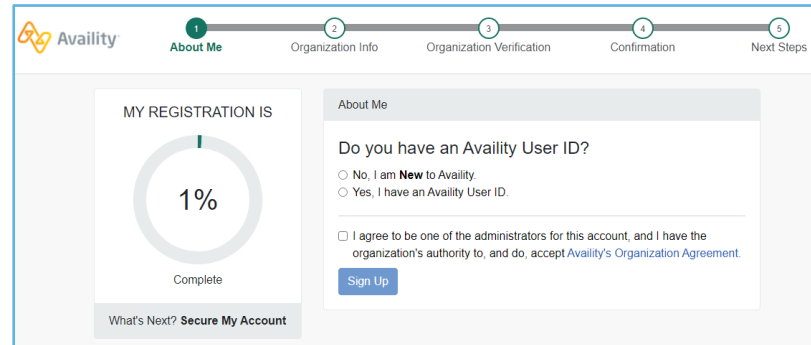 Availity
1
2
3
4
5
About Me
Organization Info
Organization Verification
Confirmation
Next Steps
MY REGISTRATION IS
1%
Complete
What's Next? Secure My Account
About Me
Do you have an Availity User ID?
No, I am New to Availity.
Yes, I have an Availity User ID.
I agree to be one of the administrators for this account, and I have the
organization's authority to, and do, accept Availity's Organization Agreement.
Sign Up